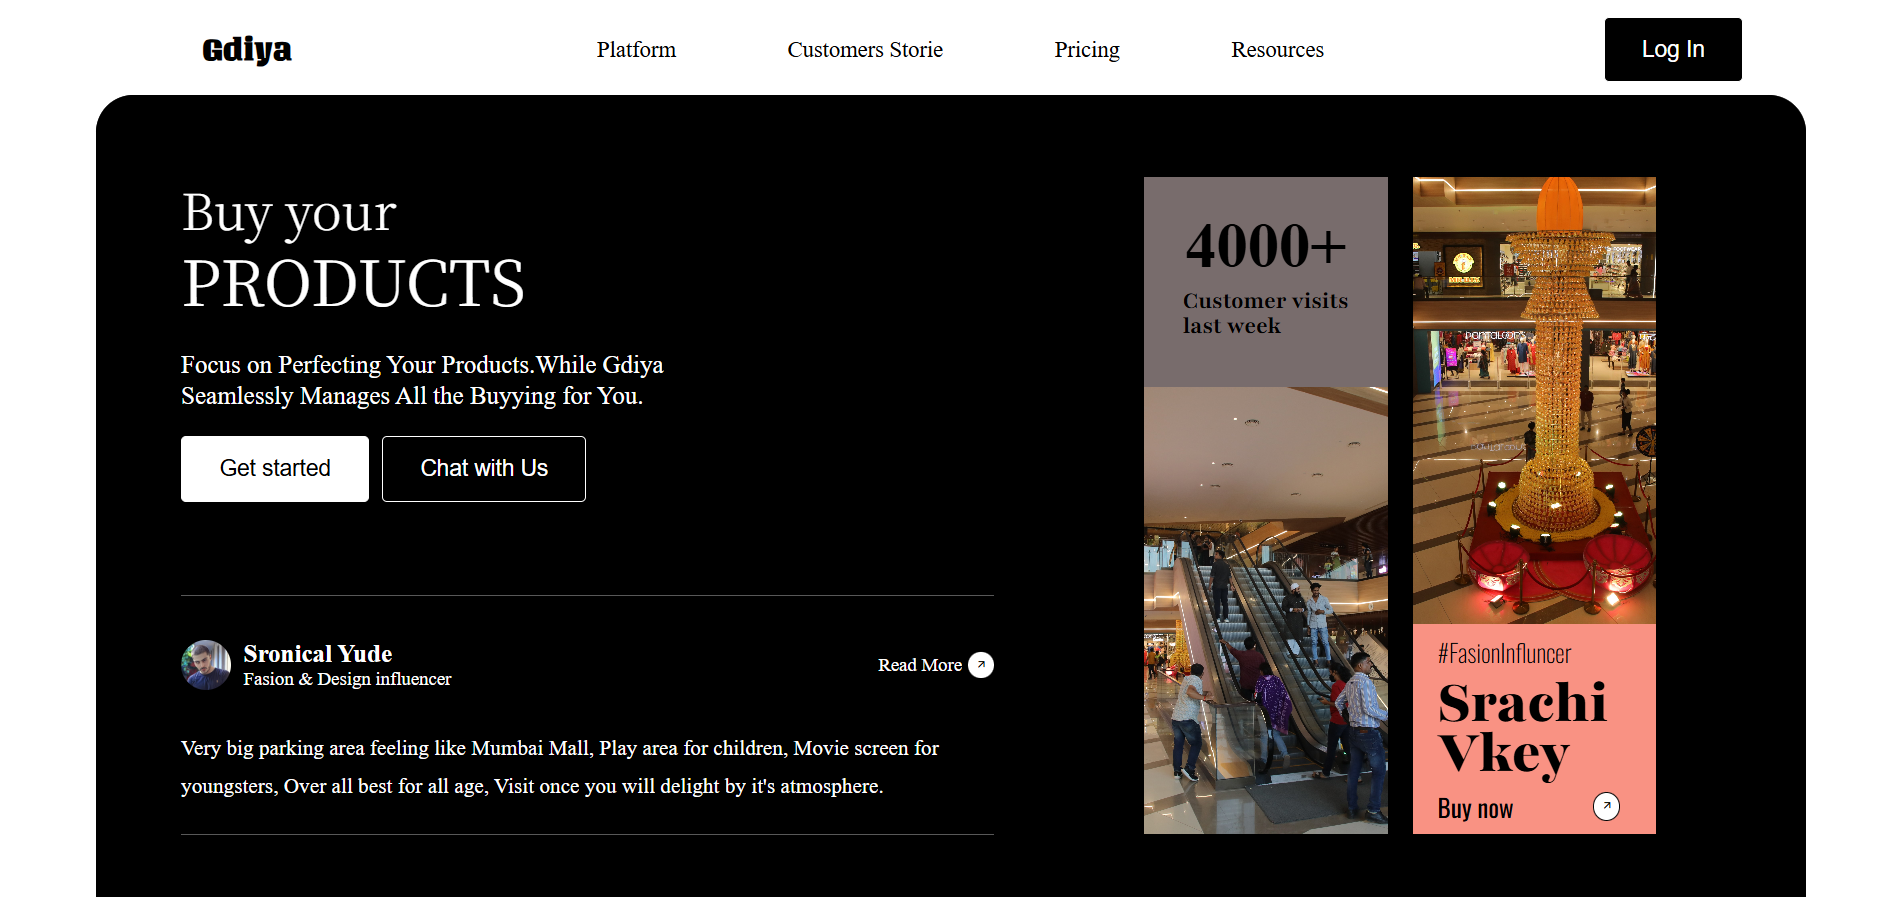 Gdiya
Platform
Customers Storie
Pricing
Resources
Log In
Buy your
PRODUCTS
Focus on Perfecting Your Products.While Gdiya
Seamlessly Manages All the Buyying for You.
Get started
Chat with Us
Sronical Yude
Fasion & Design influencer
Read More
Very big parking area feeling like Mumbai Mall, Play area for children, Movie screen for
youngsters, Over all best for all age, Visit once you will delight by it's atmosphere.
4000+
Customer visits
last week
PANTALOONS
#FasionInfluncer
Srachi
Vkey
Buy now